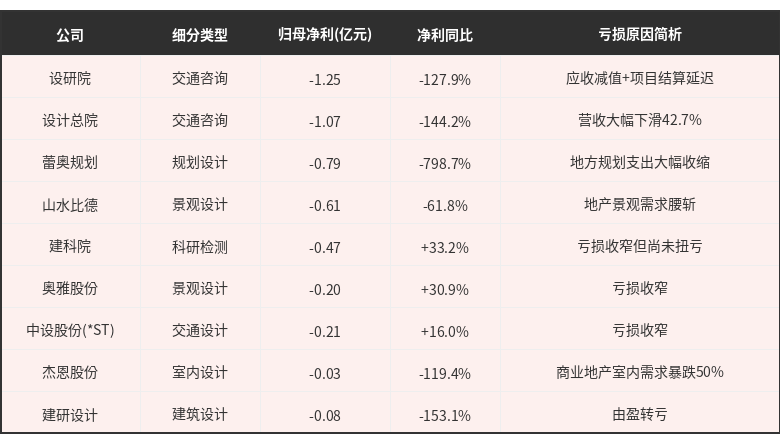 公司 细分类型 归母净利(亿元) 净利同比 亏损原因简析
设研院 交通咨询 -1.25 -127.9% 应收减值+项目结算延迟
设计总院 交通咨询 -1.07 -144.2% 营收大幅下滑42.7%
蕾奥规划 规划设计 -0.79 -798.7% 地方规划支出大幅收缩
山水比德 景观设计 -0.61 -61.8% 地产景观需求腰斩
建科院 科研检测 -0.47 +33.2% 亏损收窄但尚未扭亏
奥雅股份 景观设计 -0.20 +30.9% 亏损收窄
中设股份(*ST) 交通设计 -0.21 +16.0% 亏损收窄
杰恩股份 室内设计 -0.03 -119.4% 商业地产室内需求暴跌50%
建研设计 建筑设计 -0.08 -153.1% 由盈转亏